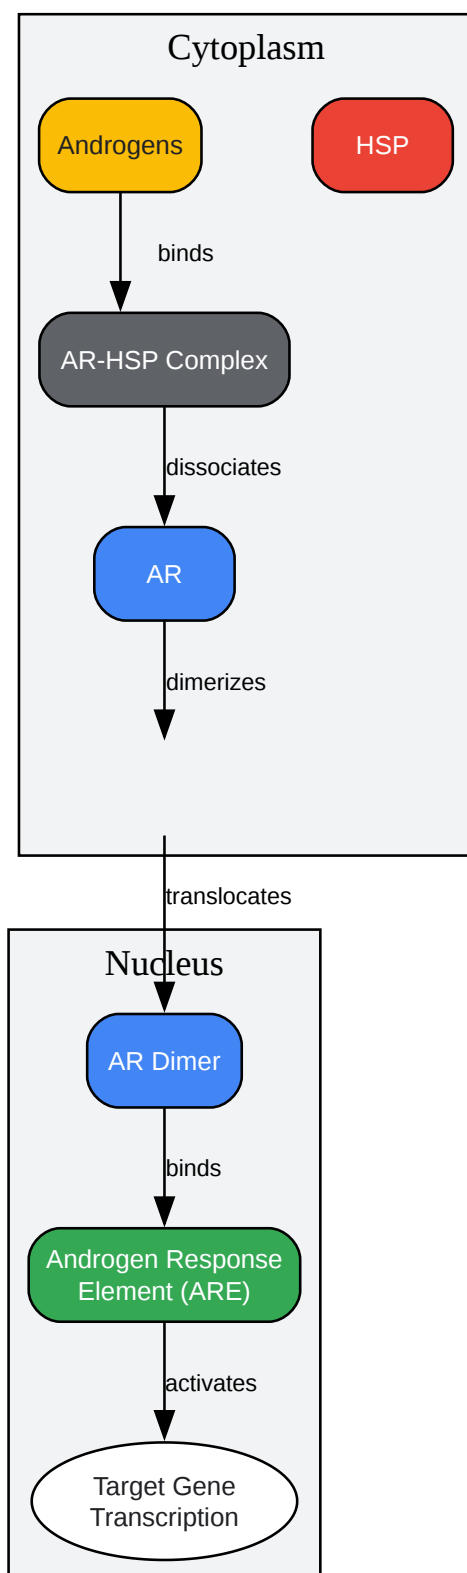 Cytoplasm
Androgens
HSP
binds
AR-HSP Complex
dissociates
AR
dimerizes
translocates
Nucleus
AR Dimer
binds
Androgen Response
Element (ARE)
activates
Target Gene
Transcription